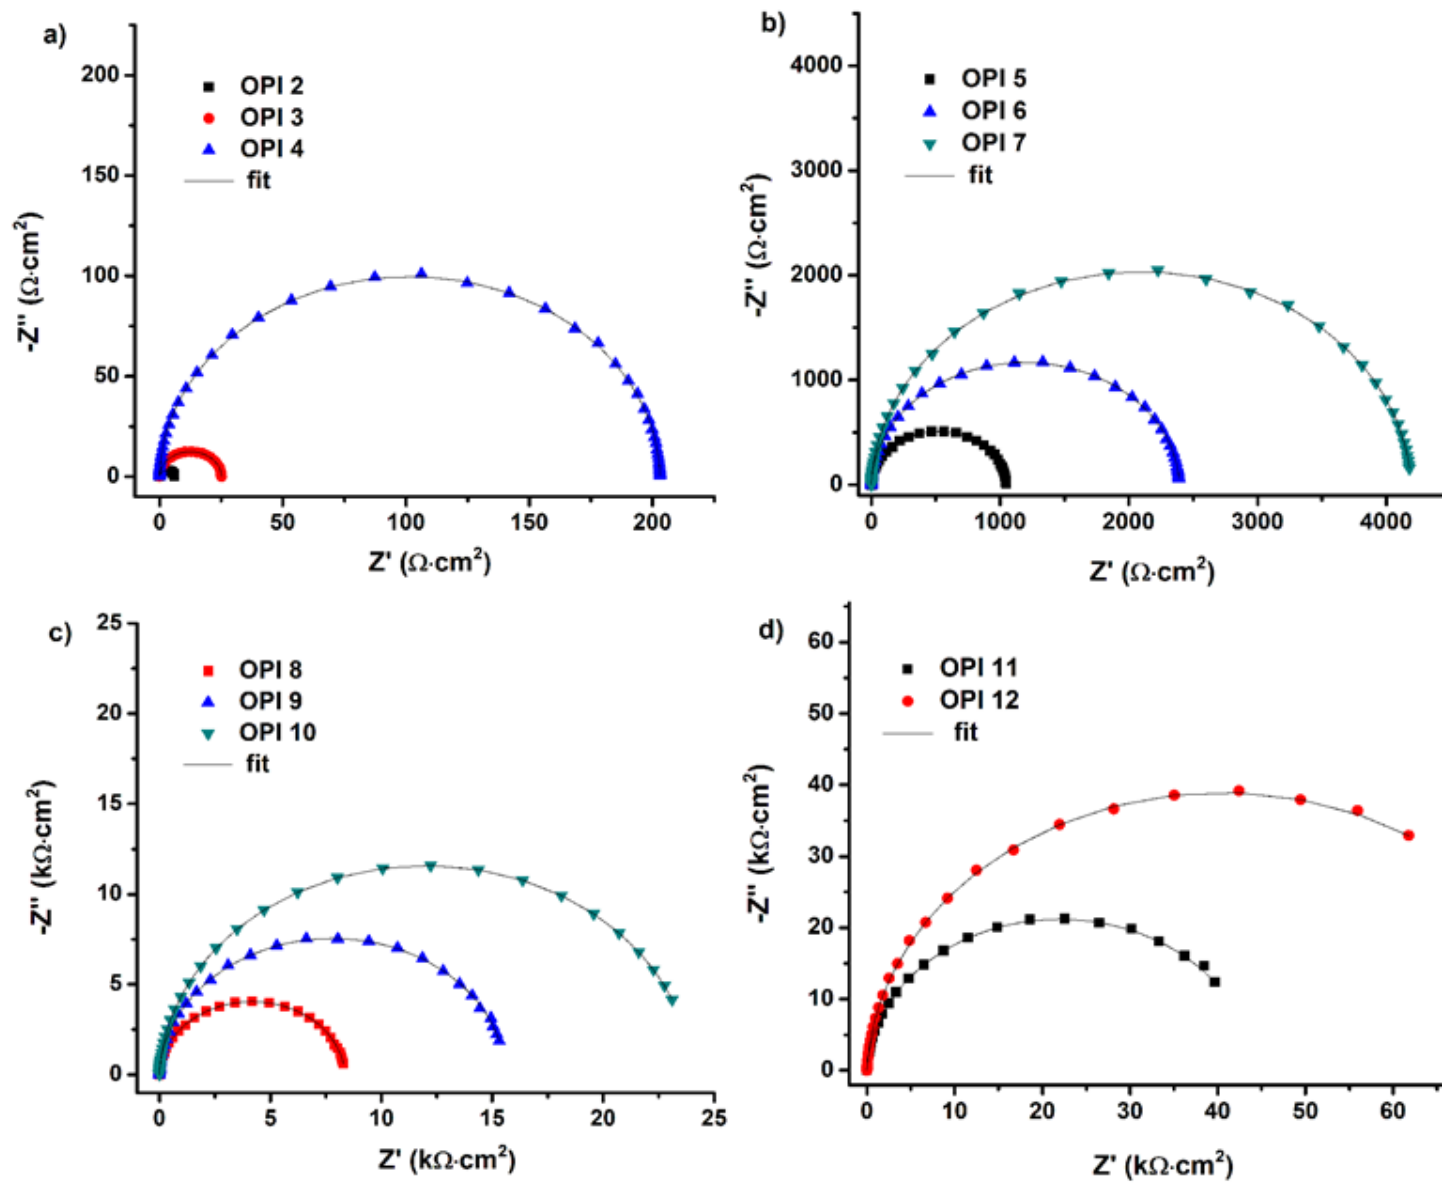 a)
200
150
100
50
0
-Z'' (Ω·cm²)
OPI 2
OPI 3
OPI 4
fit
0 50 100 150 200
Z' (Ω·cm²)
b)
4000
3000
2000
1000
0
-Z'' (Ω·cm²)
OPI 5
OPI 6
OPI 7
fit
0 1000 2000 3000 4000
Z' (Ω·cm²)
c)
25
20
15
10
5
0
-Z'' (kΩ·cm²)
OPI 8
OPI 9
OPI 10
fit
0 5 10 15 20 25
Z' (kΩ·cm²)
d)
60
50
40
30
20
10
0
-Z'' (kΩ·cm²)
OPI 11
OPI 12
fit
0 10 20 30 40 50 60
Z' (kΩ·cm²)